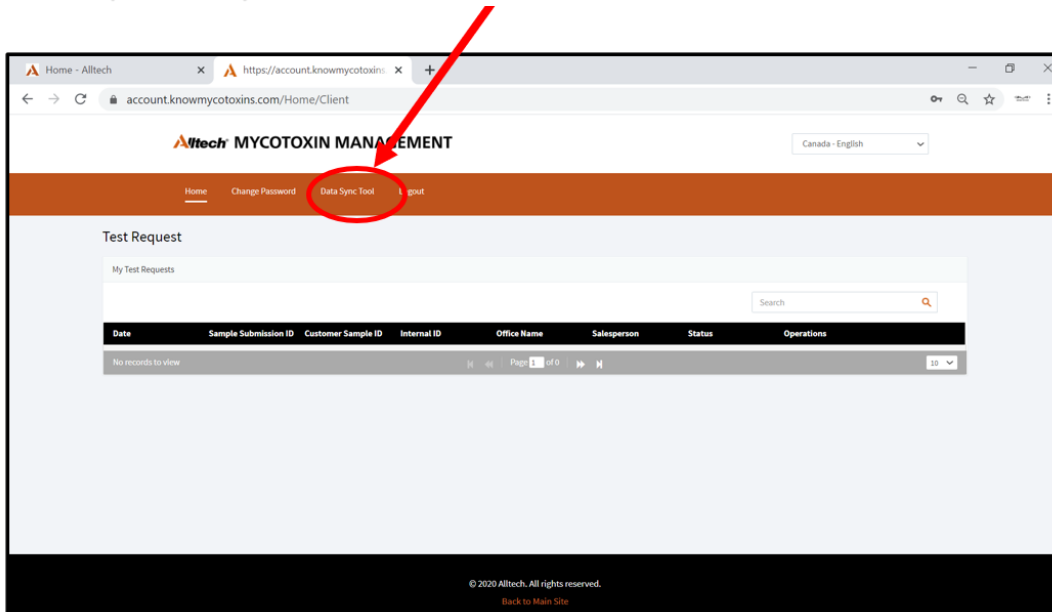 Home - Alltech
https://account.knowmycotoxins.
account.knowmycotoxins.com/Home/Client
Alltech MYCOTOXIN MANAGEMENT
Canada - English
Home Change Password Data Sync Tool Logout
Test Request
My Test Requests
Search
Date Sample Submission ID Customer Sample ID Internal ID Office Name Salesperson Status Operations
No records to view Page 1 of 0 10
© 2020 Alltech. All rights reserved.
Back to Main Site